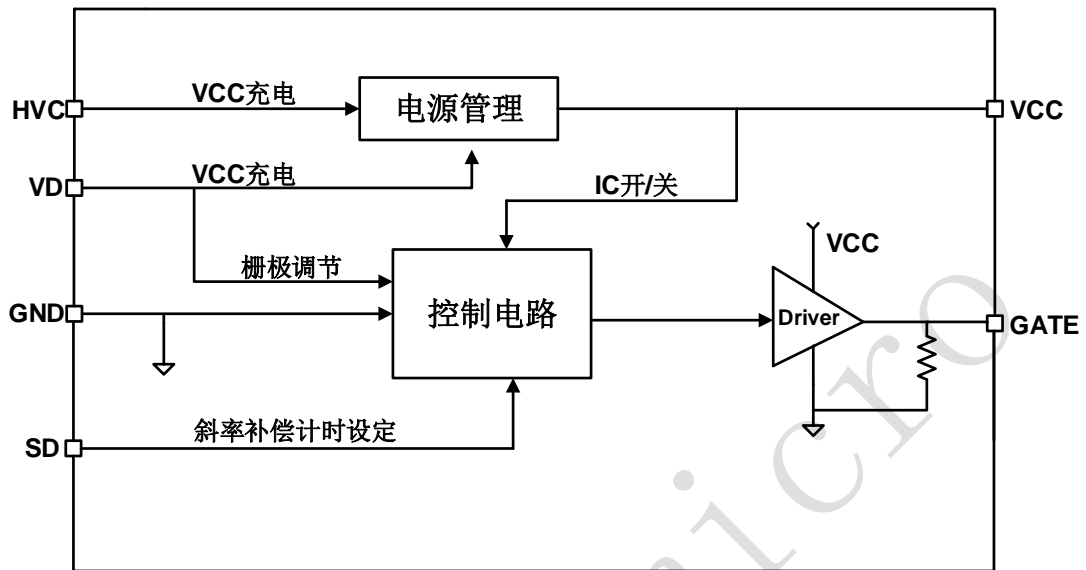 HVC
VCC充电
电源管理
VCC
VD
VCC充电
IC开/关
VCC
栅极调节
控制电路
GND
Driver
GATE
斜率补偿计时设定
SD
micro